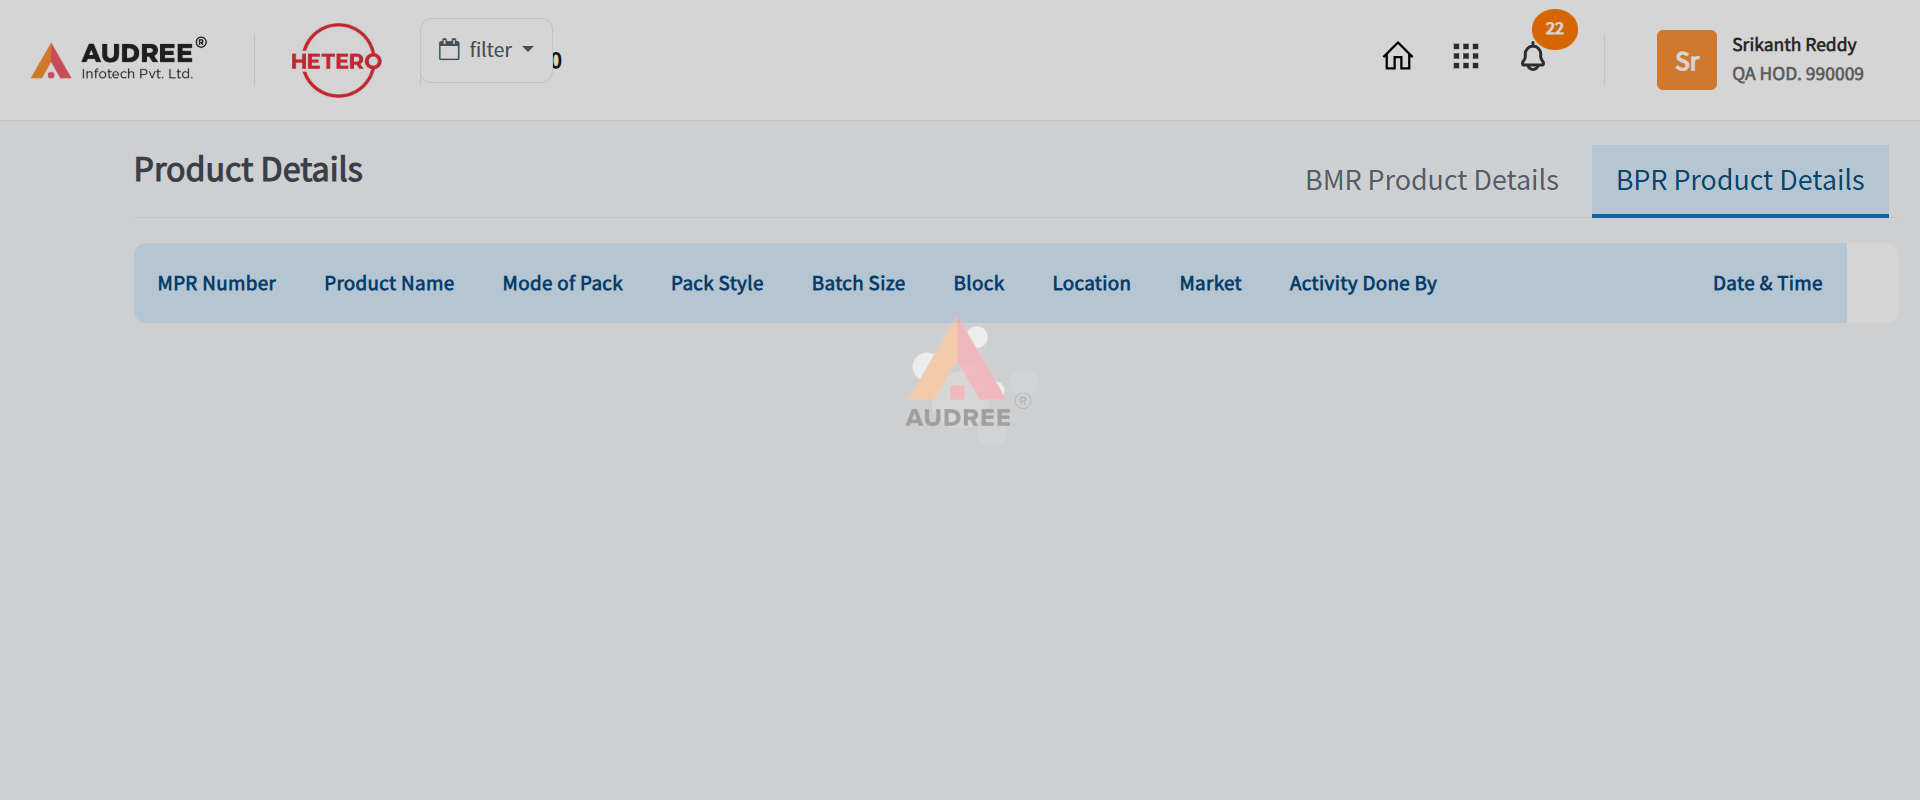 AUDREE®
Infotech Pvt. Ltd.
HETERO
filter
0
22
Sr
Srikanth Reddy
QA HOD. 990009
Product Details
BMR Product Details
BPR Product Details
MPR Number Product Name Mode of Pack Pack Style Batch Size Block Location Market Activity Done By Date & Time
AUDREE®